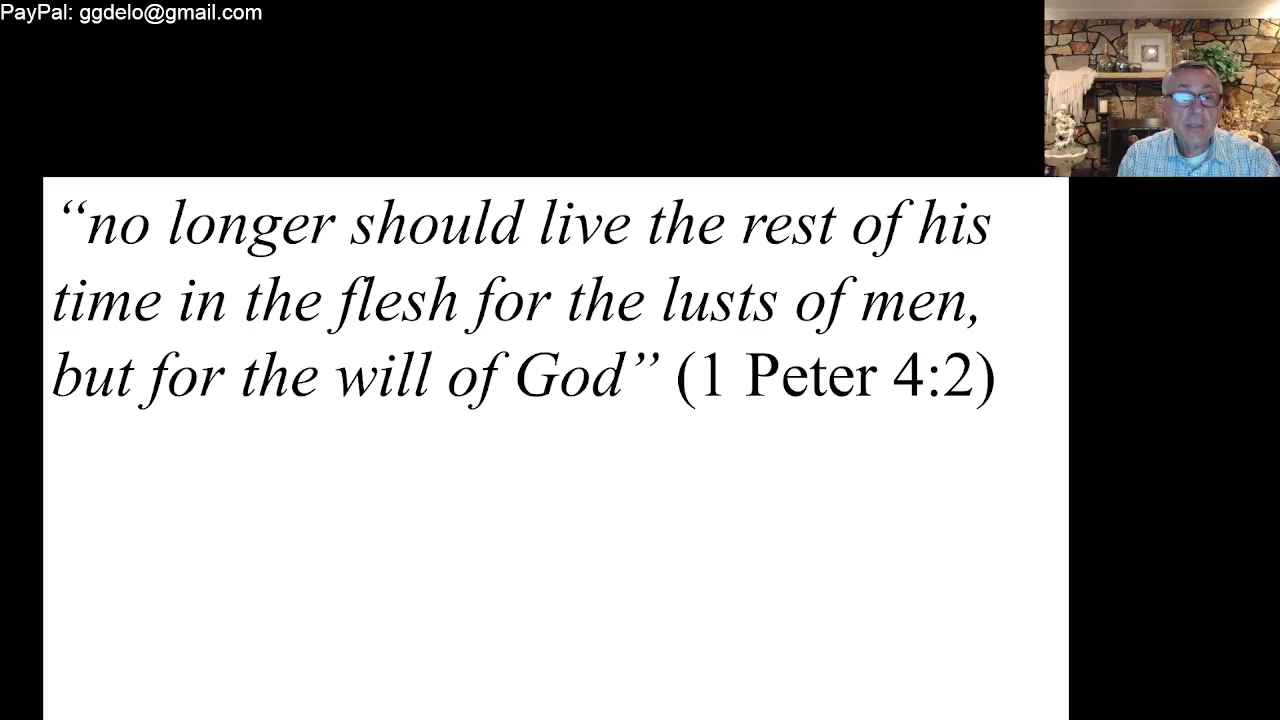 PayPal: ggdelo@gmail.com
“no longer should live the rest of his
time in the flesh for the lusts of men,
but for the will of God” (1 Peter 4:2)